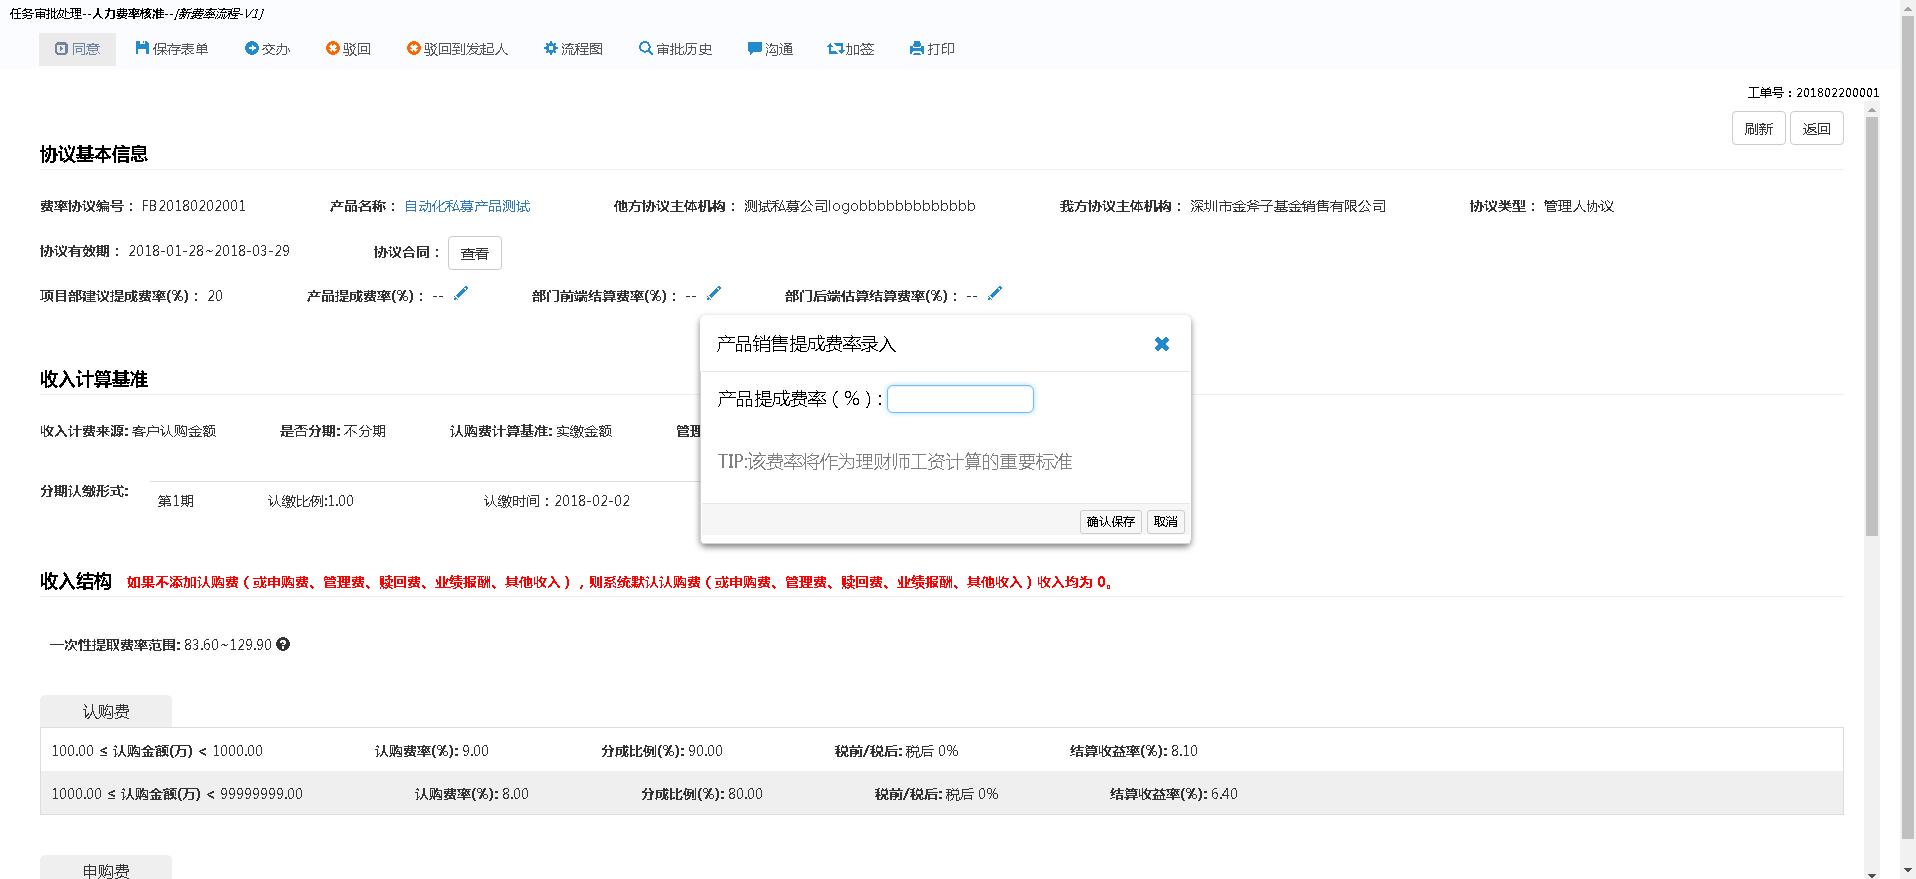 任务审批处理--人力费率核准--[新费率流程-V1]
同意 保存表单 交办 驳回 驳回到发起人 流程图 审批历史 沟通 加签 打印
工单号：201802200001
刷新 返回
协议基本信息
费率协议编号： FB20180202001 产品名称： 自动化私募产品测试 他方协议主体机构： 测试私募公司logobbbbbbbbbbbbb 我方协议主体机构： 深圳市金斧子基金销售有限公司 协议类型： 管理人协议
协议有效期： 2018-01-28~2018-03-29 协议合同： 查看
项目部建议提成费率(%)： 20 产品提成费率(%)： -- 部门前端结算费率(%)： -- 部门后端估算结算费率(%)： --
产品销售提成费率录入
产品提成费率（%）:
TIP:该费率将作为理财师工资计算的重要标准
确认保存 取消
收入计算基准
收入计费来源: 客户认购金额 是否分期: 不分期 认购费计算基准: 实缴金额 管理
分期认缴形式: 第1期 认缴比例:1.00 认缴时间：2018-02-02
收入结构 如果不添加认购费（或申购费、管理费、赎回费、业绩报酬、其他收入），则系统默认认购费（或申购费、管理费、赎回费、业绩报酬、其他收入）收入均为 0。
一次性提取费率范围: 83.60~129.90
认购费
100.00 ≤ 认购金额(万) < 1000.00 认购费率(%): 9.00 分成比例(%): 90.00 税前/税后: 税后 0% 结算收益率(%): 8.10
1000.00 ≤ 认购金额(万) < 99999999.00 认购费率(%): 8.00 分成比例(%): 80.00 税前/税后: 税后 0% 结算收益率(%): 6.40
申购费